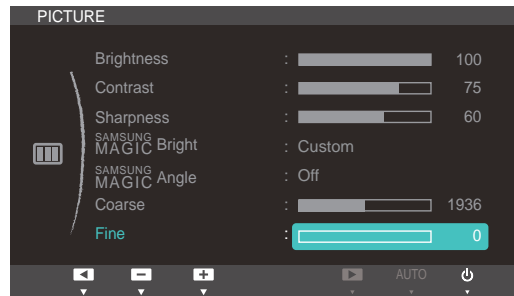 PICTURE
Brightness : 100
Contrast : 75
Sharpness : 60
SAMSUNG MAGIC Bright : Custom
SAMSUNG MAGIC Angle : Off
Coarse : 1936
Fine : 0
AUTO